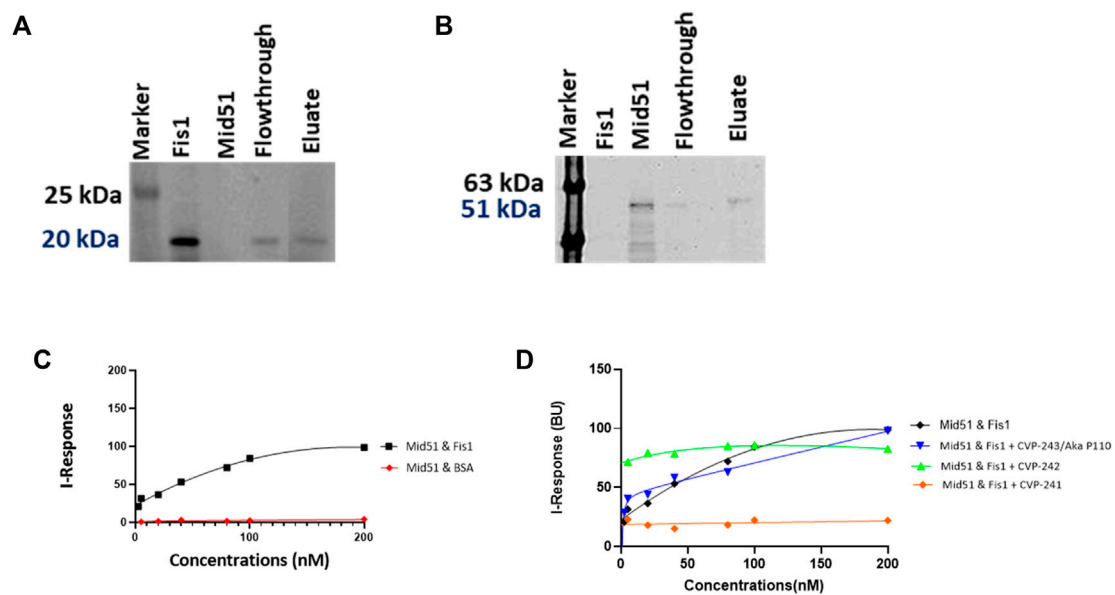 A
Marker
Fis1
Mid51
Flowthrough
Eluate
25 kDa
20 kDa
B
Marker
Fis1
Mid51
Flowthrough
Eluate
63 kDa
51 kDa
C
I-Response
200
150
100
50
0
0
50
100
200
Concentrations (nM)
Mid51 & Fis1
Mid51 & BSA
D
I-Response (BU)
150
100
50
0
0
50
100
150
200
Concentrations(nM)
Mid51 & Fis1
Mid51 & Fis1 + CVP-243/Aka P110
Mid51 & Fis1 + CVP-242
Mid51 & Fis1 + CVP-241